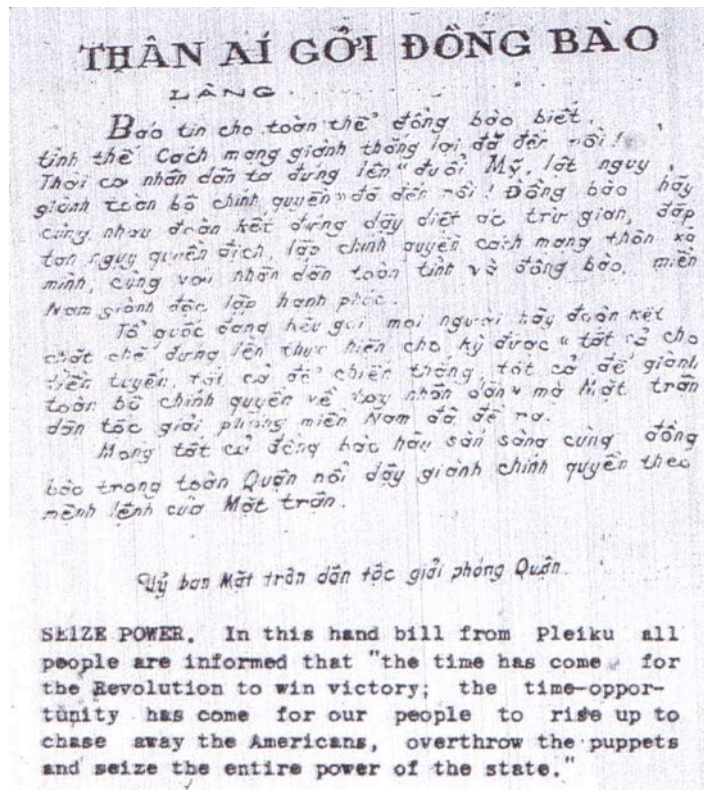 THÂN AÍ GỞI ĐỒNG BÀO
LÀNG
Báo tin cho toàn thể đồng bào biết.
tình thế Cách mạng giành thắng lợi đã đến rồi!
Thời cơ nhân dân ta đứng lên "đuổi Mỹ, lật ngụy,
giành toàn bộ chính quyền" đã đến rồi! Đồng bào hãy
cùng nhau đoàn kết đứng dậy diệt ác trừ gian, đập
tan ngụy quyền địch, lập chính quyền cách mạng thôn xã
mình, cùng với nhân dân toàn tỉnh và đồng bào, miền
Nam giành độc lập hạnh phúc.
Tổ quốc đang kêu gọi mọi người hãy đoàn kết
chặt chẽ đứng lên thực hiện cho kỳ được "tất cả cho
tiền tuyến, tất cả để chiến thắng, tất cả để giành
toàn bộ chính quyền về tay nhân dân" mà Mặt trận
dân tộc giải phóng miền Nam đã đề ra.
Mong tất cả đồng bào hãy sẵn sàng cùng đồng
bào trong toàn Quận nổi dậy giành chính quyền theo
mệnh lệnh của Mặt trận.
Uỷ ban Mặt trận dân tộc giải phóng Quận.
SEIZE POWER. In this hand bill from Pleiku all
people are informed that "the time has come for
the Revolution to win victory; the time-oppor-
tunity has come for our people to rise up to
chase away the Americans, overthrow the puppets
and seize the entire power of the state."